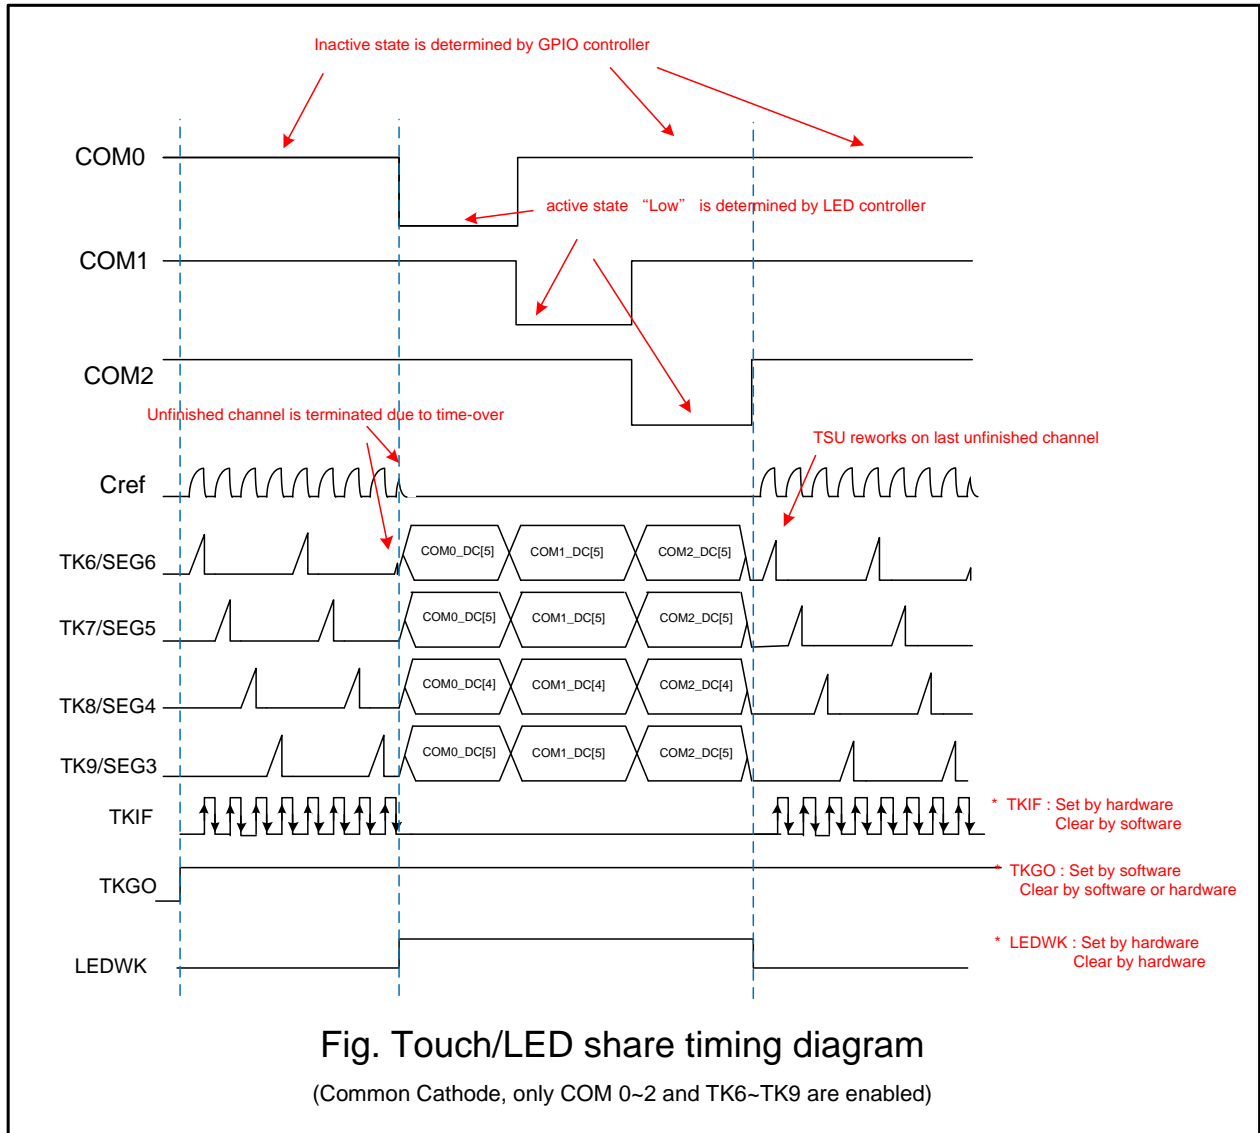 Inactive state is determined by GPIO controller
COM0
active state “Low” is determined by LED controller
COM1
COM2
Unfinished channel is terminated due to time-over
TSU reworks on last unfinished channel
Cref
TK6/SEG6
COM0_DC[5]
COM1_DC[5]
COM2_DC[5]
TK7/SEG5
COM0_DC[5]
COM1_DC[5]
COM2_DC[5]
TK8/SEG4
COM0_DC[4]
COM1_DC[4]
COM2_DC[4]
TK9/SEG3
COM0_DC[5]
COM1_DC[5]
COM2_DC[5]
TKIF
* TKIF : Set by hardware
Clear by software
TKGO
* TKGO : Set by software
Clear by software or hardware
LEDWK
* LEDWK : Set by hardware
Clear by hardware
Fig. Touch/LED share timing diagram
(Common Cathode, only COM 0~2 and TK6~TK9 are enabled)